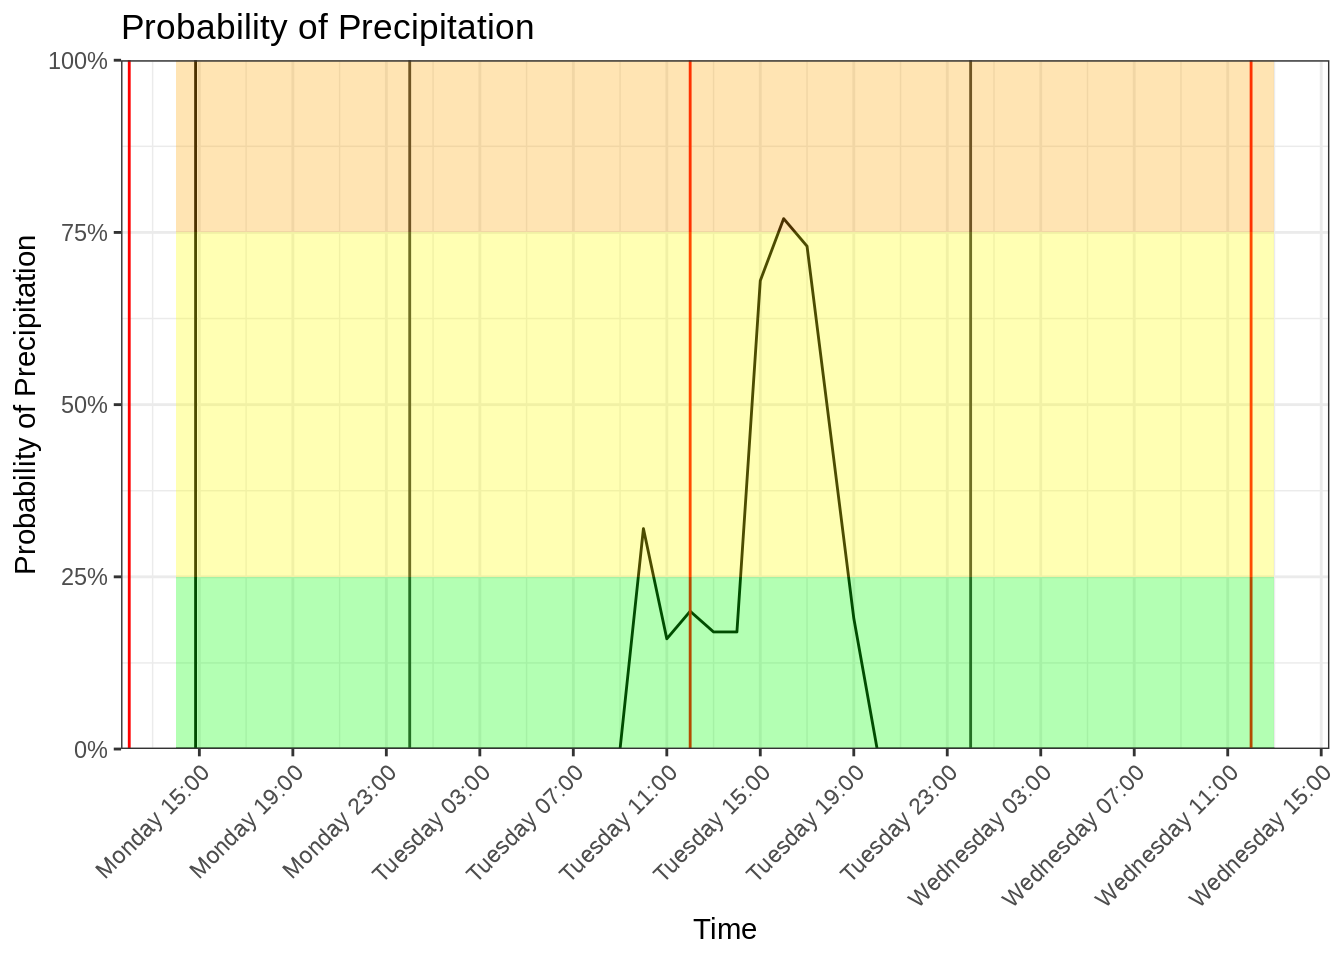 Probability of Precipitation
Probability of Precipitation
100%
75%
50%
25%
0%
Monday 15:00
Monday 19:00
Monday 23:00
Tuesday 03:00
Tuesday 07:00
Tuesday 11:00
Tuesday 15:00
Tuesday 19:00
Tuesday 23:00
Wednesday 03:00
Wednesday 07:00
Wednesday 11:00
Wednesday 15:00
Time